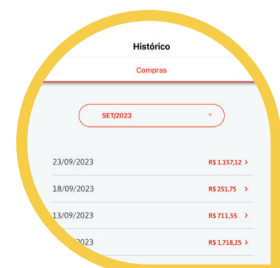 Histórico
Compras
SET/2023
23/09/2023 R$ 1.157,12 >
18/09/2023 R$ 251,75 >
13/09/2023 R$ 711,55 >
/2023 R$ 1.718,25 >